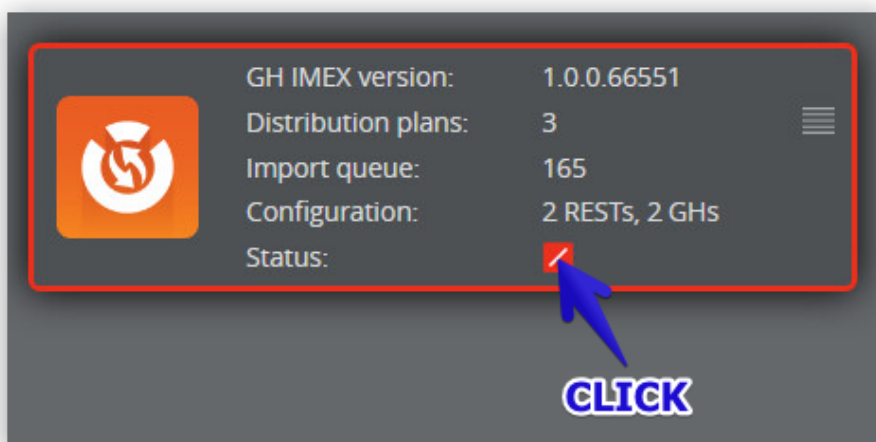 GH IMEX version: 1.0.0.66551
Distribution plans: 3
Import queue: 165
Configuration: 2 RESTs, 2 GHs
Status:
CLICK